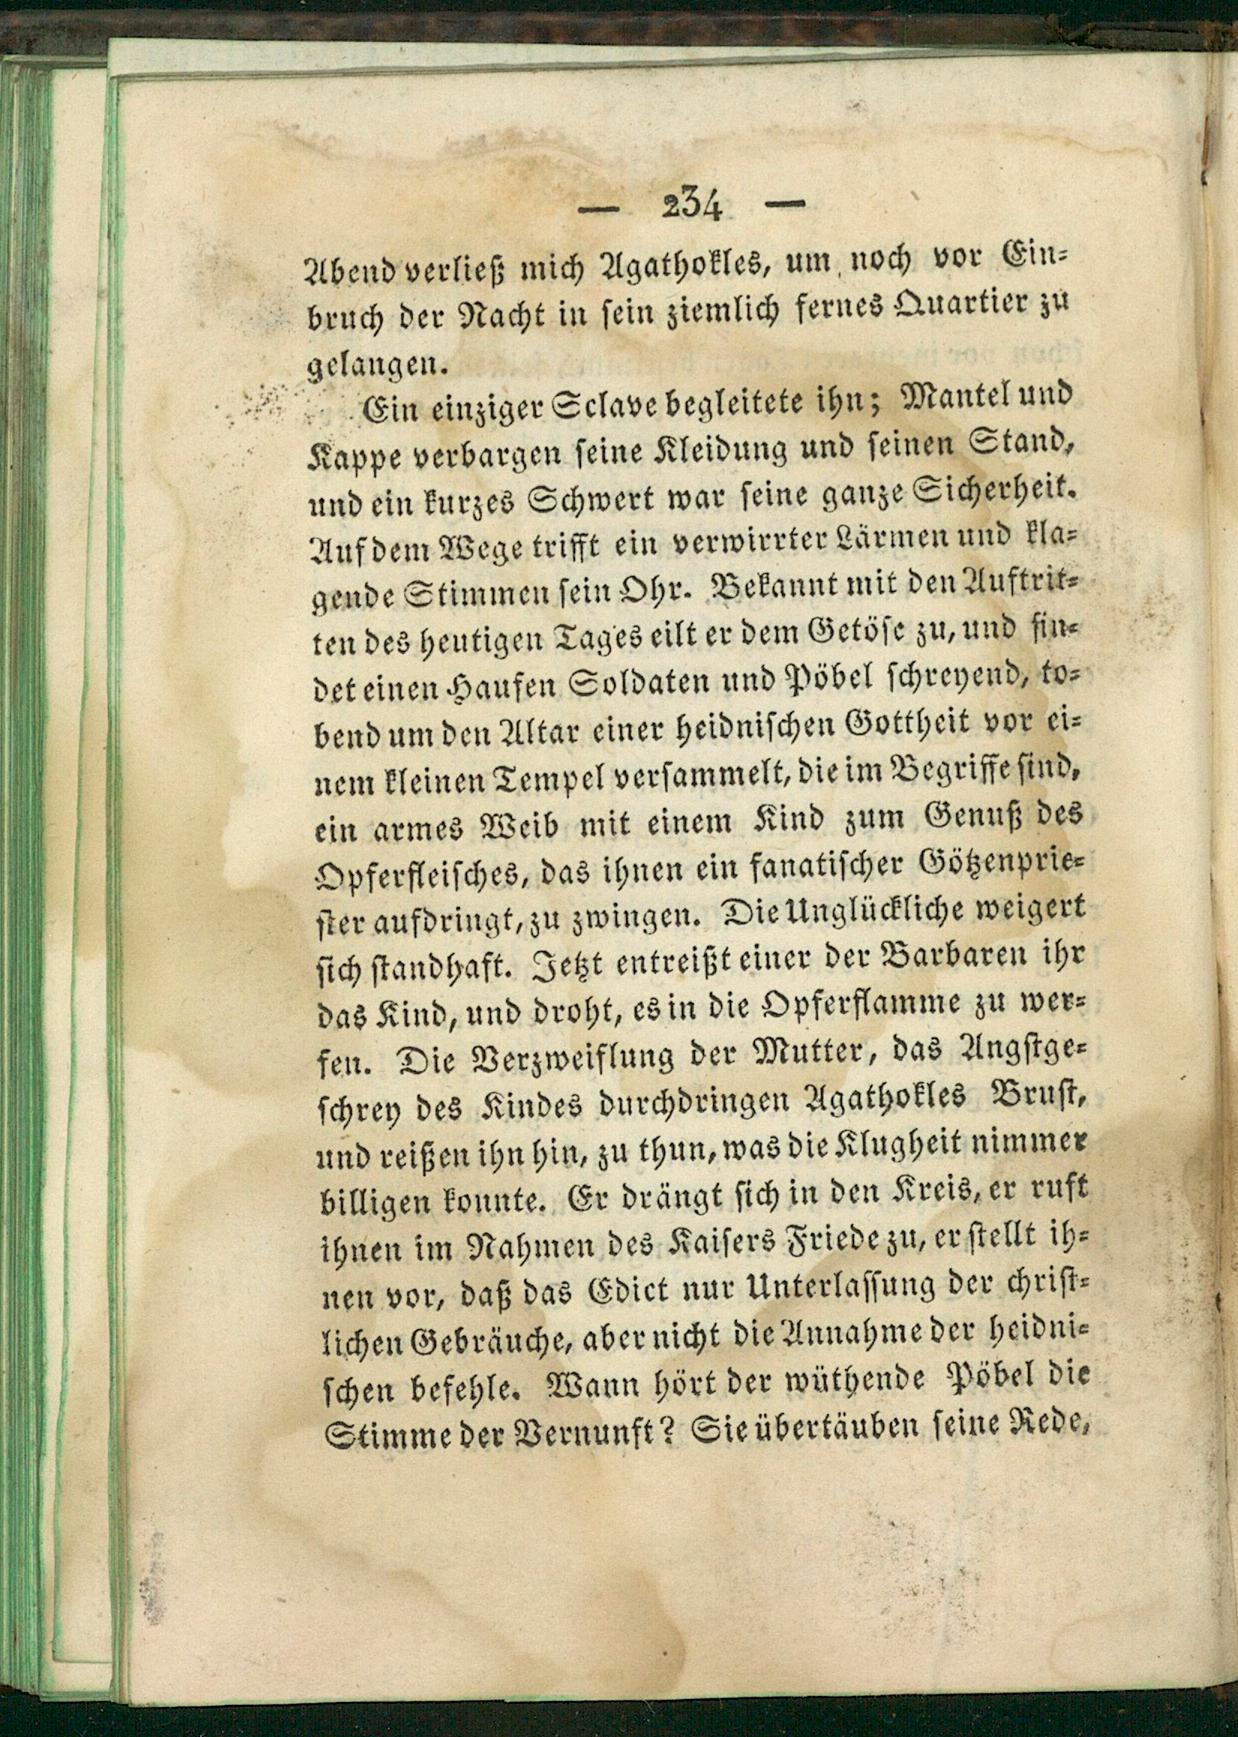 — 234 —
Abend verließ mich Agathokles, um noch vor Ein-
bruch der Nacht in sein ziemlich fernes Quartier zu
gelangen.
Ein einziger Sclave begleitete ihn; Mantel und
Kappe verbargen seine Kleidung und seinen Stand,
und ein kurzes Schwert war seine ganze Sicherheit.
Auf dem Wege trifft ein verwirrter Lärmen und kla-
gende Stimmen sein Ohr. Bekannt mit den Auftrit-
ten des heutigen Tages eilt er dem Getöse zu, und fin-
det einen Haufen Soldaten und Pöbel schreyend, to-
bend um den Altar einer heidnischen Gottheit vor ei-
nem kleinen Tempel versammelt, die im Begriffe sind,
ein armes Weib mit einem Kind zum Genuß des
Opferfleisches, das ihnen ein fanatischer Götzenprie-
ster aufdringt, zu zwingen. Die Unglückliche weigert
sich standhaft. Jetzt entreißt einer der Barbaren ihr
das Kind, und droht, es in die Opferflamme zu wer-
fen. Die Verzweiflung der Mutter, das Angstge-
schrey des Kindes durchdringen Agathokles Brust,
und reißen ihn hin, zu thun, was die Klugheit nimmer
billigen konnte. Er drängt sich in den Kreis, er ruft
ihnen im Nahmen des Kaisers Friede zu, er stellt ih-
nen vor, daß das Edict nur Unterlassung der christ-
lichen Gebräuche, aber nicht die Annahme der heidni-
schen befehle. Wann hört der wüthende Pöbel die
Stimme der Vernunft? Sie übertäuben seine Rede,